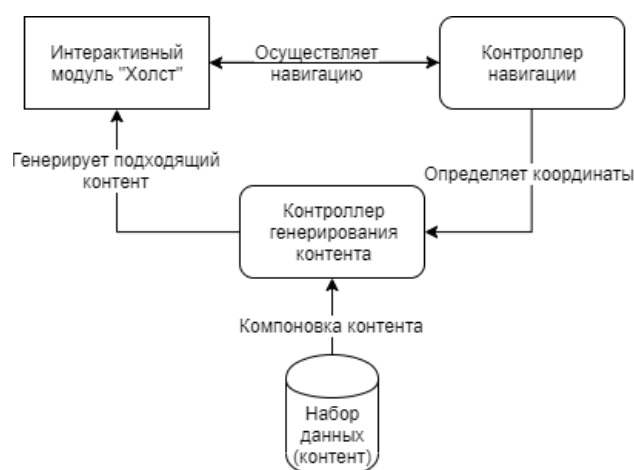 Интерактивный
модуль "Холст"
Осуществляет
навигацию
Контроллер
навигации
Генерирует подходящий
контент
Определяет координаты
Контроллер
генерирования
контента
Компоновка контента
Набор
данных
(контент)